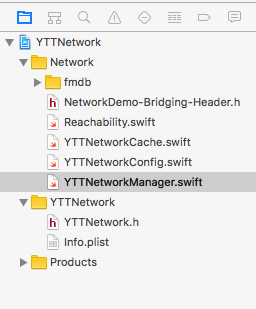 YTTNetwork
Network
fmdb
NetworkDemo-Bridging-Header.h
Reachability.swift
YTTNetworkCache.swift
YTTNetworkConfig.swift
YTTNetworkManager.swift
YTTNetwork
YTTNetwork.h
Info.plist
Products